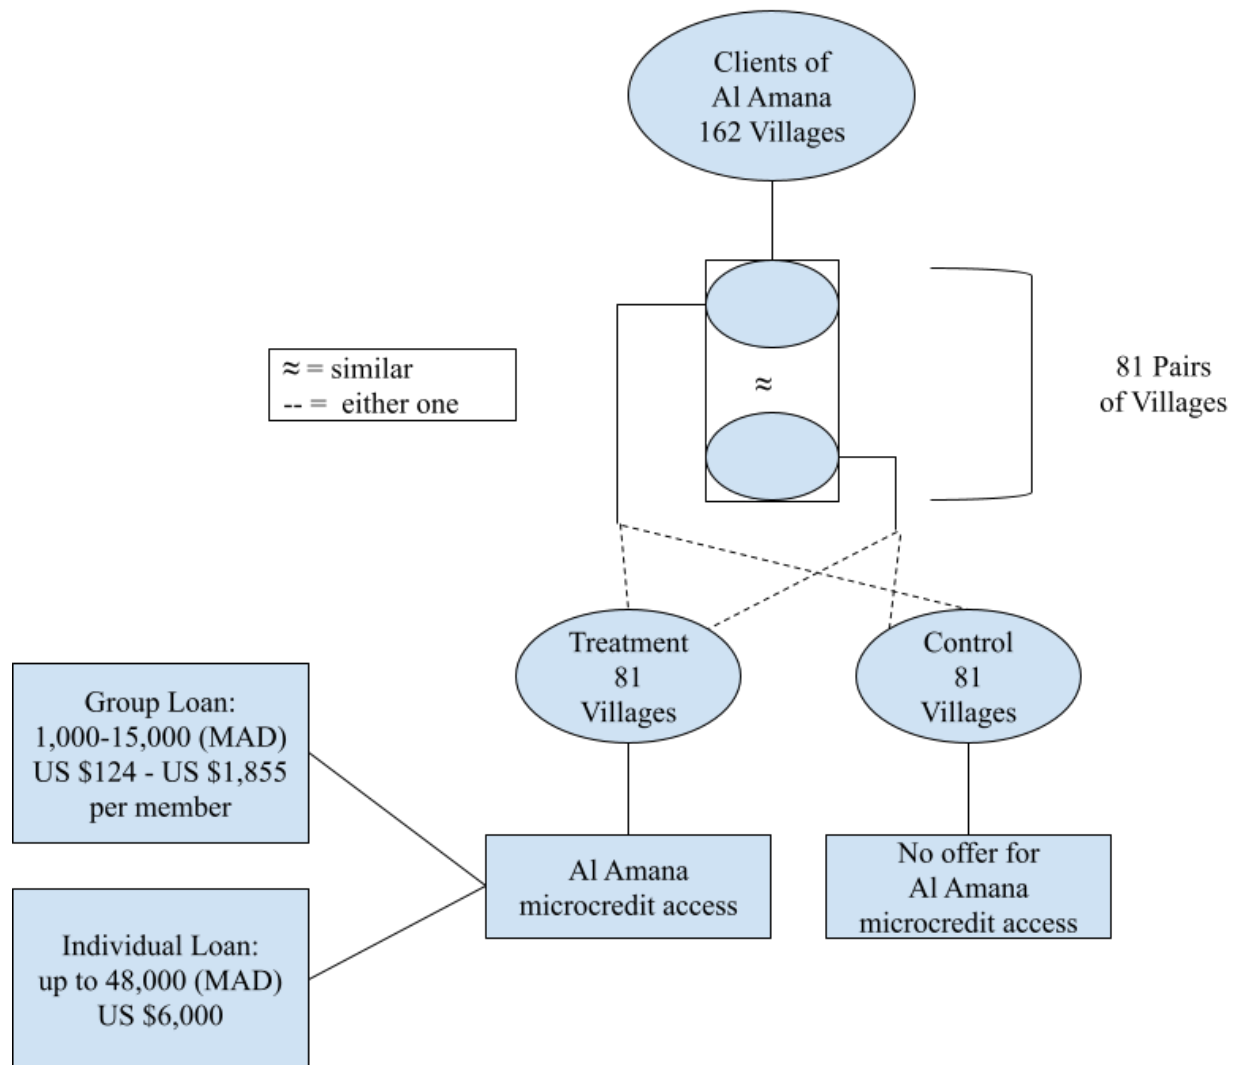 Clients of
Al Amana
162 Villages
≈ = similar
-- = either one
≈
81 Pairs
of Villages
Treatment
81
Villages
Control
81
Villages
Group Loan:
1,000-15,000 (MAD)
US $124 - US $1,855
per member
Al Amana
microcredit access
No offer for
Al Amana
microcredit access
Individual Loan:
up to 48,000 (MAD)
US $6,000